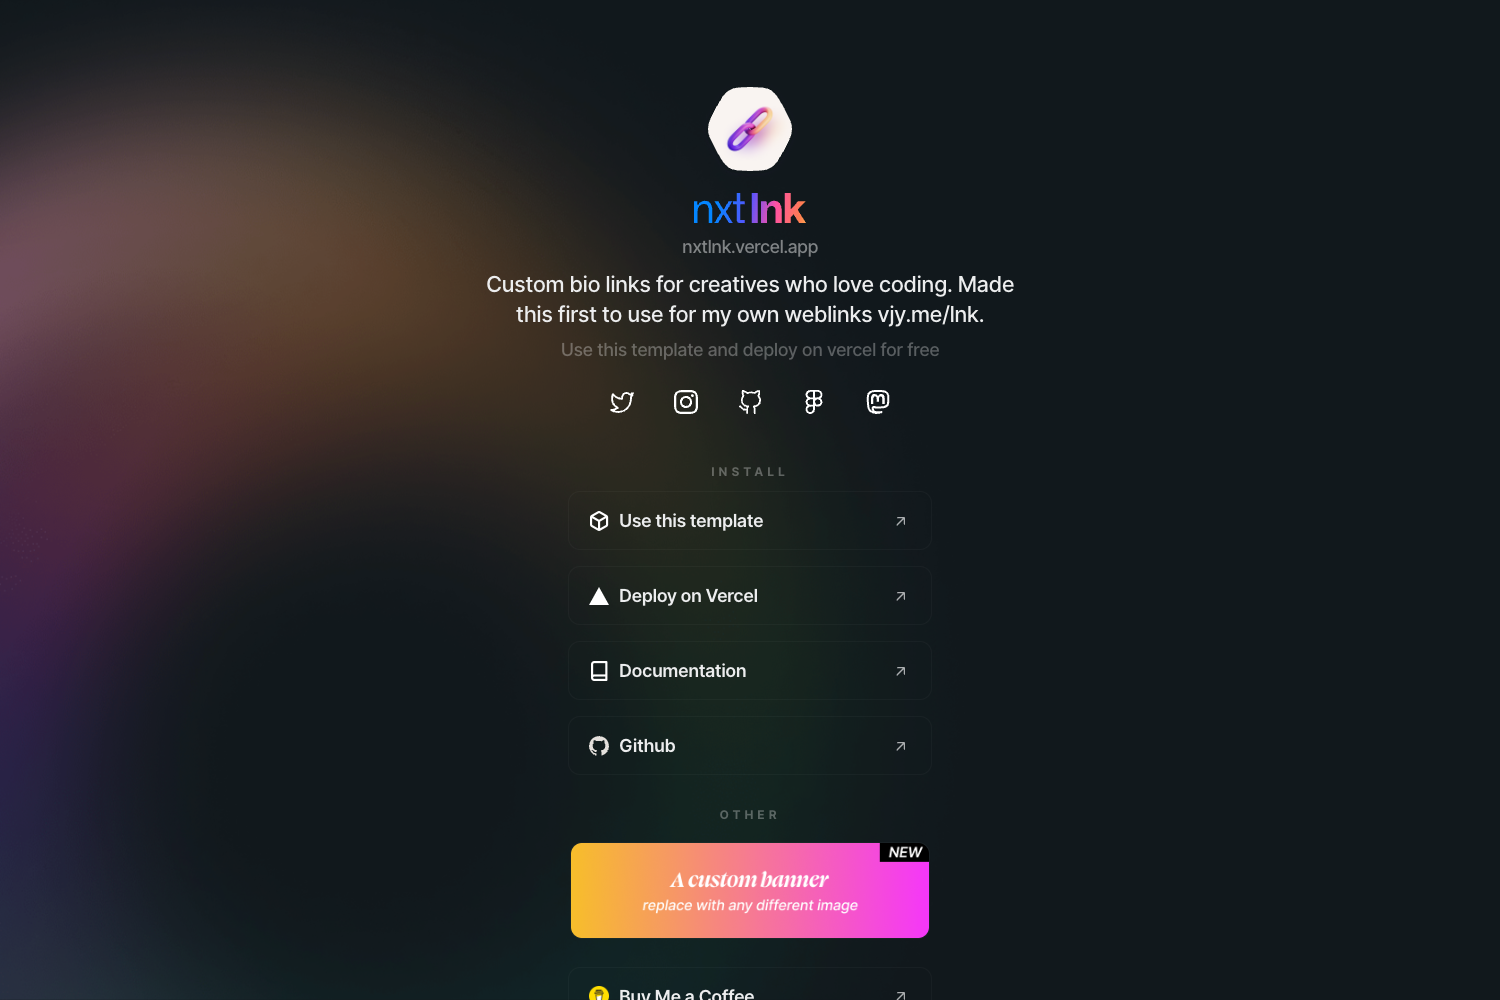 nxtlnk
nxtlnk.vercel.app
Custom bio links for creatives who love coding. Made
this first to use for my own weblinks vjy.me/lnk.
Use this template and deploy on vercel for free
INSTALL
Use this template
Deploy on Vercel
Documentation
Github
OTHER
NEW
A custom banner
replace with any different image
Buy Me a Coffee